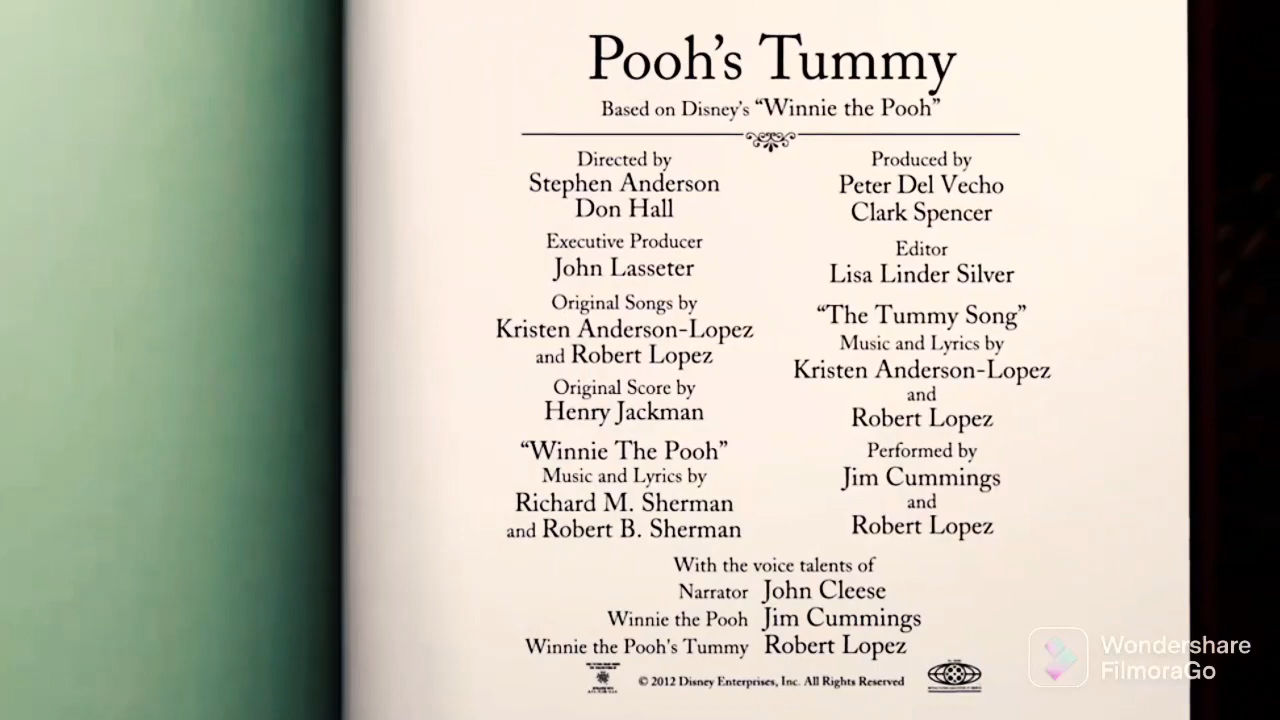 Pooh's Tummy
Based on Disney's “Winnie the Pooh”
Directed by
Stephen Anderson
Don Hall
Executive Producer
John Lasseter
Original Songs by
Kristen Anderson-Lopez
and Robert Lopez
Original Score by
Henry Jackman
“Winnie The Pooh”
Music and Lyrics by
Richard M. Sherman
and Robert B. Sherman
Produced by
Peter Del Vecho
Clark Spencer
Editor
Lisa Linder Silver
“The Tummy Song”
Music and Lyrics by
Kristen Anderson-Lopez
and
Robert Lopez
Performed by
Jim Cummings
and
Robert Lopez
With the voice talents of
Narrator John Cleese
Winnie the Pooh Jim Cummings
Winnie the Pooh's Tummy Robert Lopez
© 2012 Disney Enterprises, Inc. All Rights Reserved
Wondershare
FilmoraGo